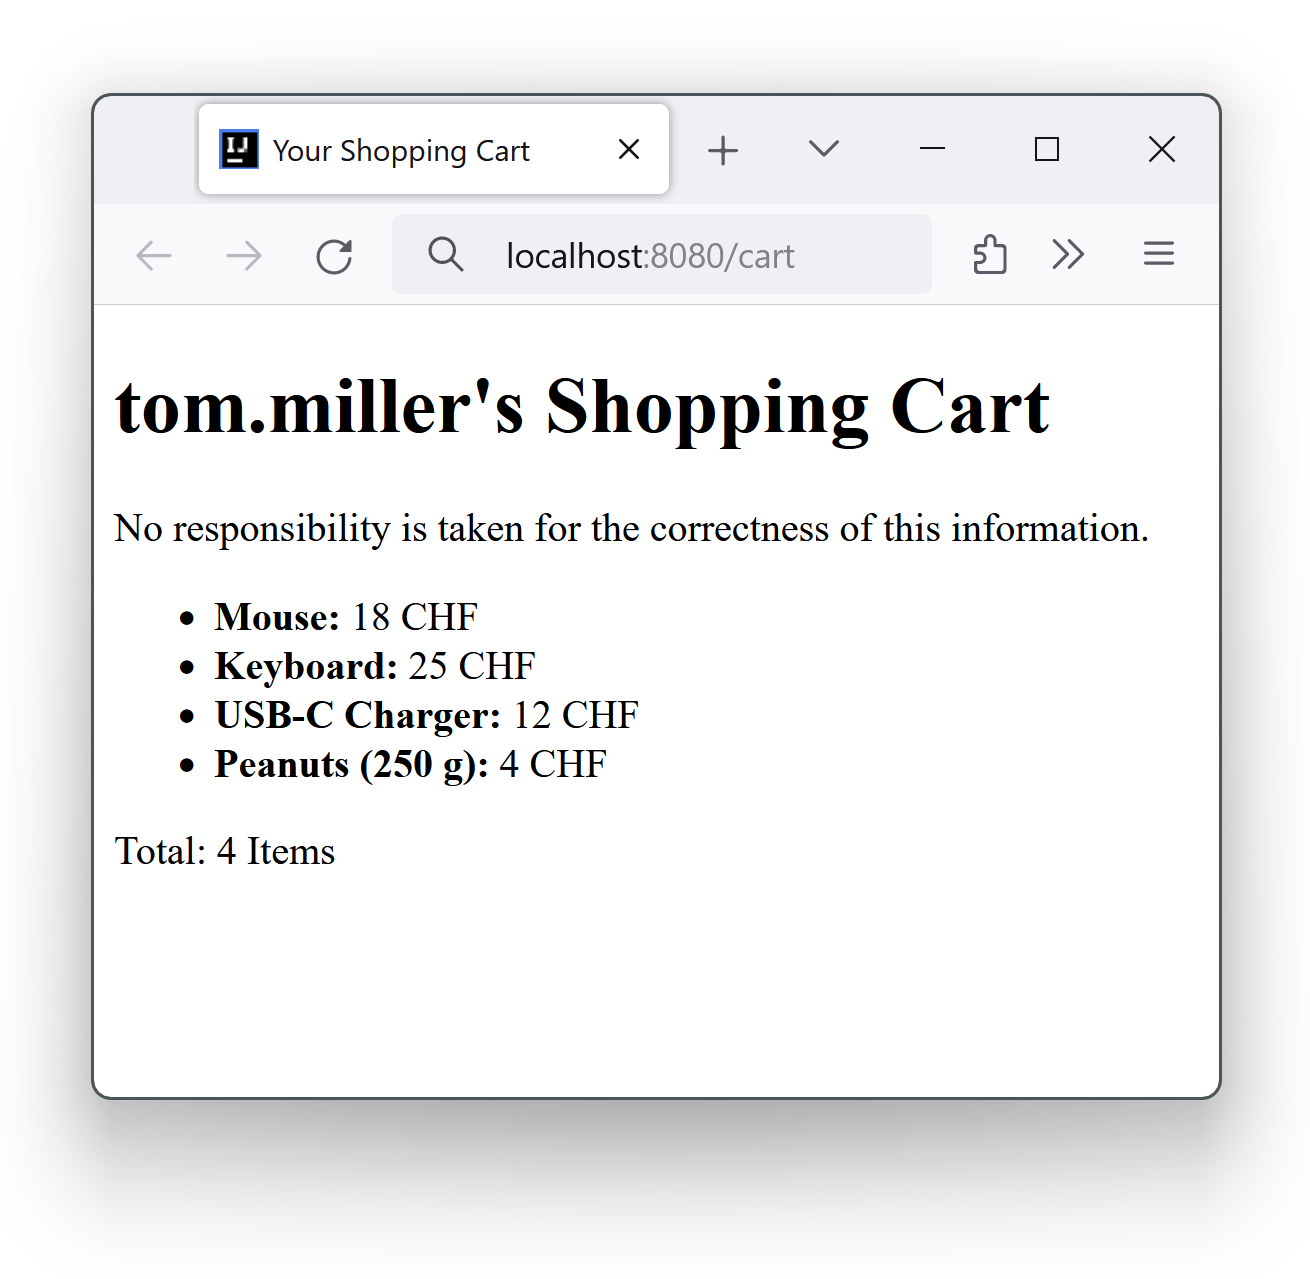 IJ
Your Shopping Cart
localhost:8080/cart
tom.miller's Shopping Cart
No responsibility is taken for the correctness of this information.
Mouse: 18 CHF
Keyboard: 25 CHF
USB-C Charger: 12 CHF
Peanuts (250 g): 4 CHF
Total: 4 Items